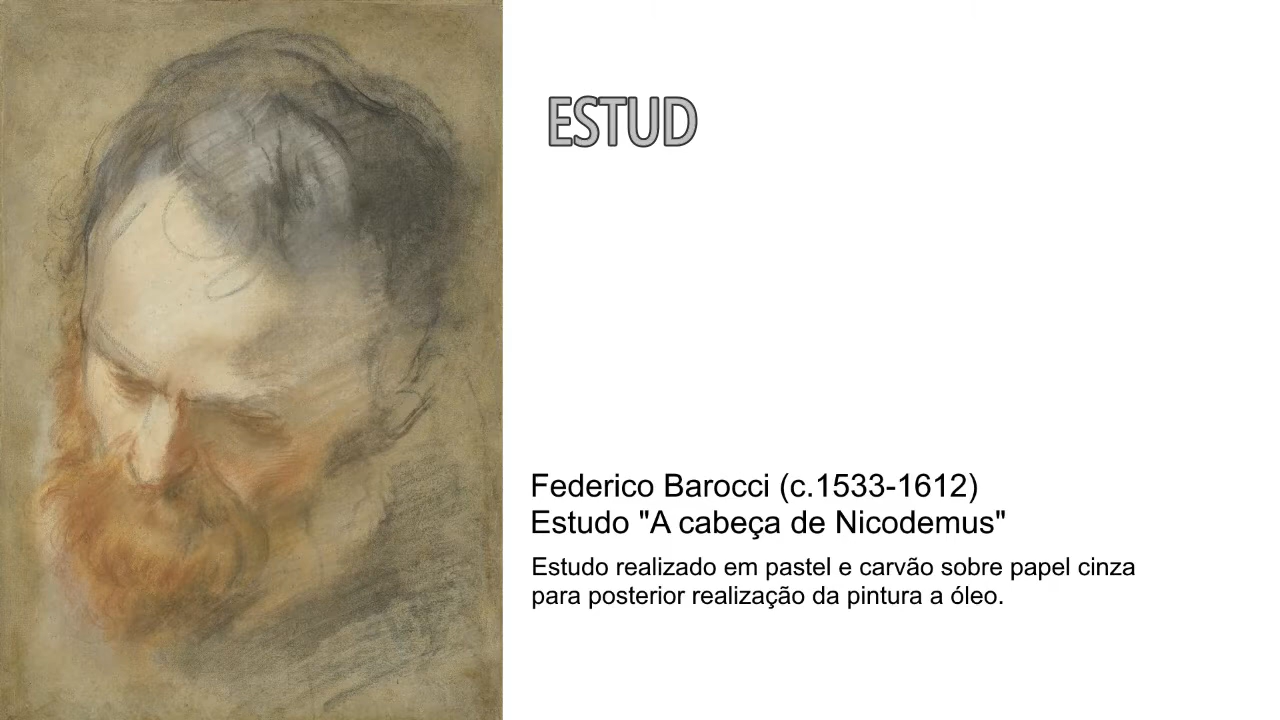 ESTUD
Federico Barocci (c.1533-1612)
Estudo "A cabeça de Nicodemus"
Estudo realizado em pastel e carvão sobre papel cinza
para posterior realização da pintura a óleo.